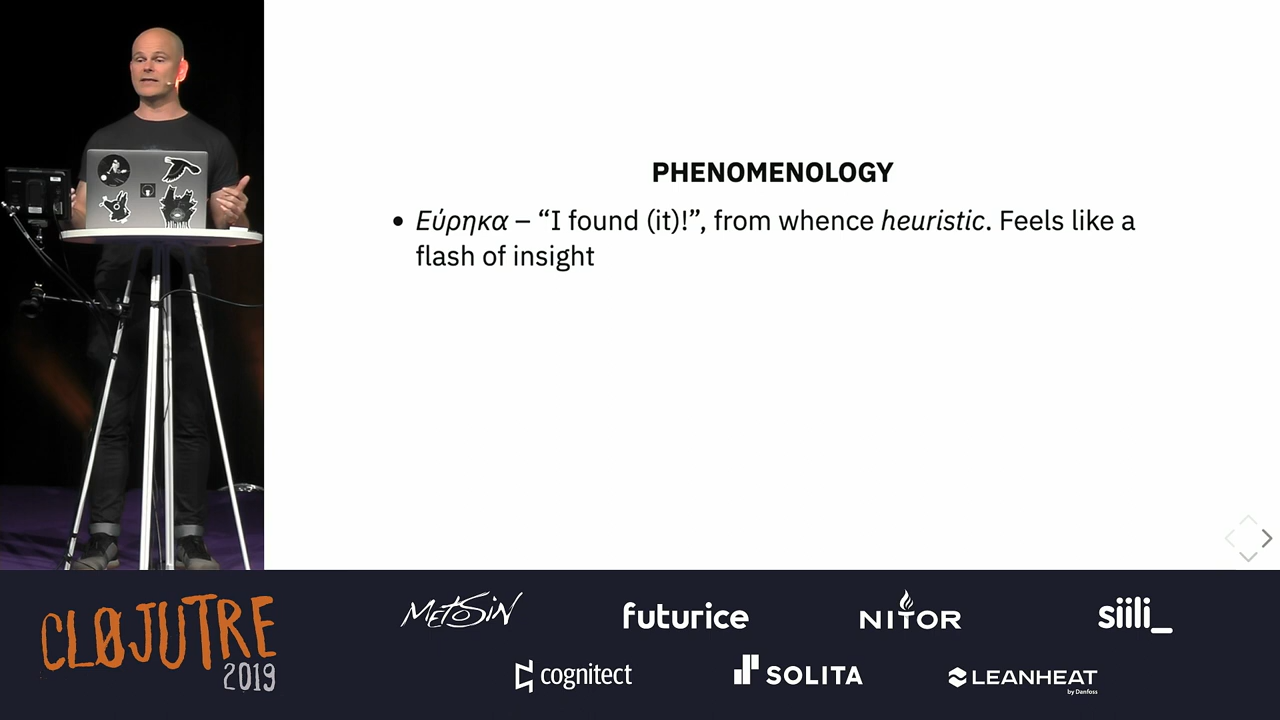 PHENOMENOLOGY
• Εύρηκα – “I found (it)!”, from whence heuristic. Feels like a
flash of insight
CLØJUTRE
2019
METOSIN
futurice
NITOR
siili_
cognitect
SOLITA
LEANHEAT
by Danfoss